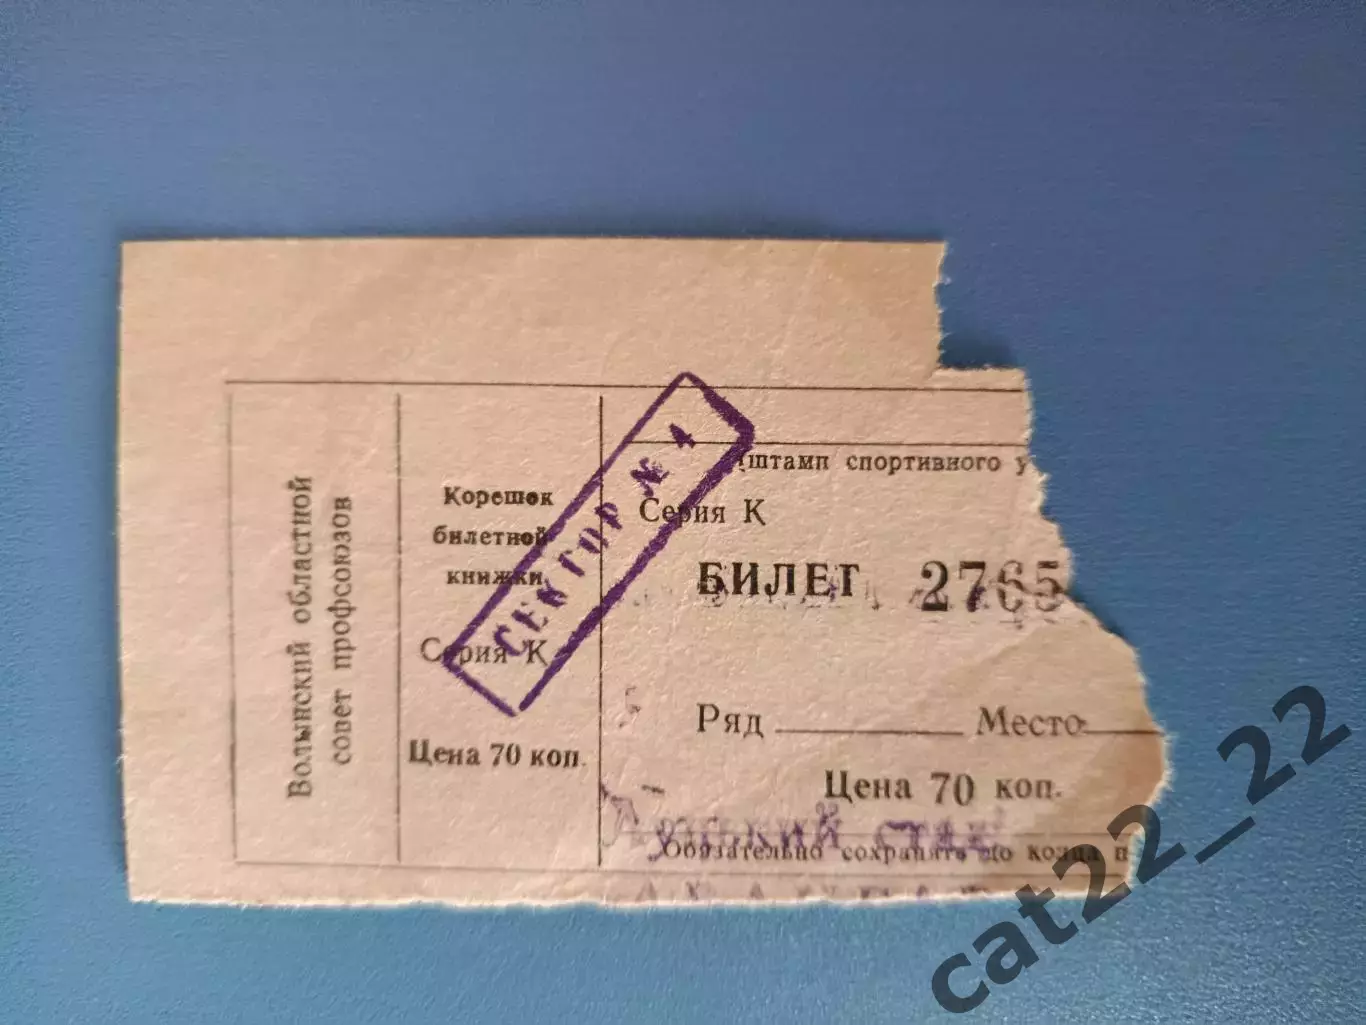 Волынский областной
совет профсоюзов
Корешок
билетной
книжки
Серия К
Цена 70 коп.
СЕКТОР № 4
штамп спортивного у
Серия К
БИЛЕТ 2765
Ряд Место
Цена 70 коп.
Обязательно сохранять до конца п
cat22_22